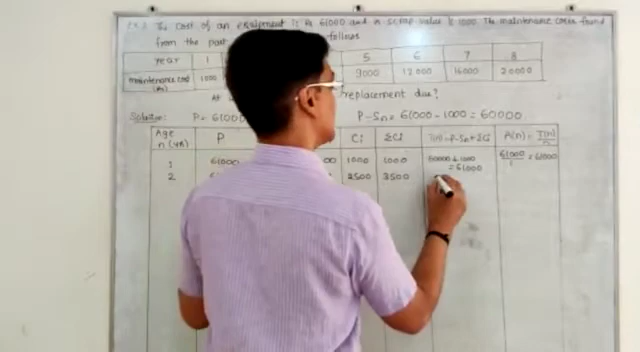 The cost of an equipment is Rs 61000 and its scrap value is 1000. The maintenance costs found
from the past follows
Year 1 5 6 7 8
maintenance cost (Rs) 1000 9000 12000 16000 20000
replacement due?
Solution: P = 61000 P-Sn = 61000 - 1000 = 60000
Age n (yrs) P Ci ΣCi T(n) = P-Sn+ΣCi A(n) = T(n)/n
1 61000 00 1000 1000 60000 + 1000 = 61000 61000/1 = 61000
2 2500 3500